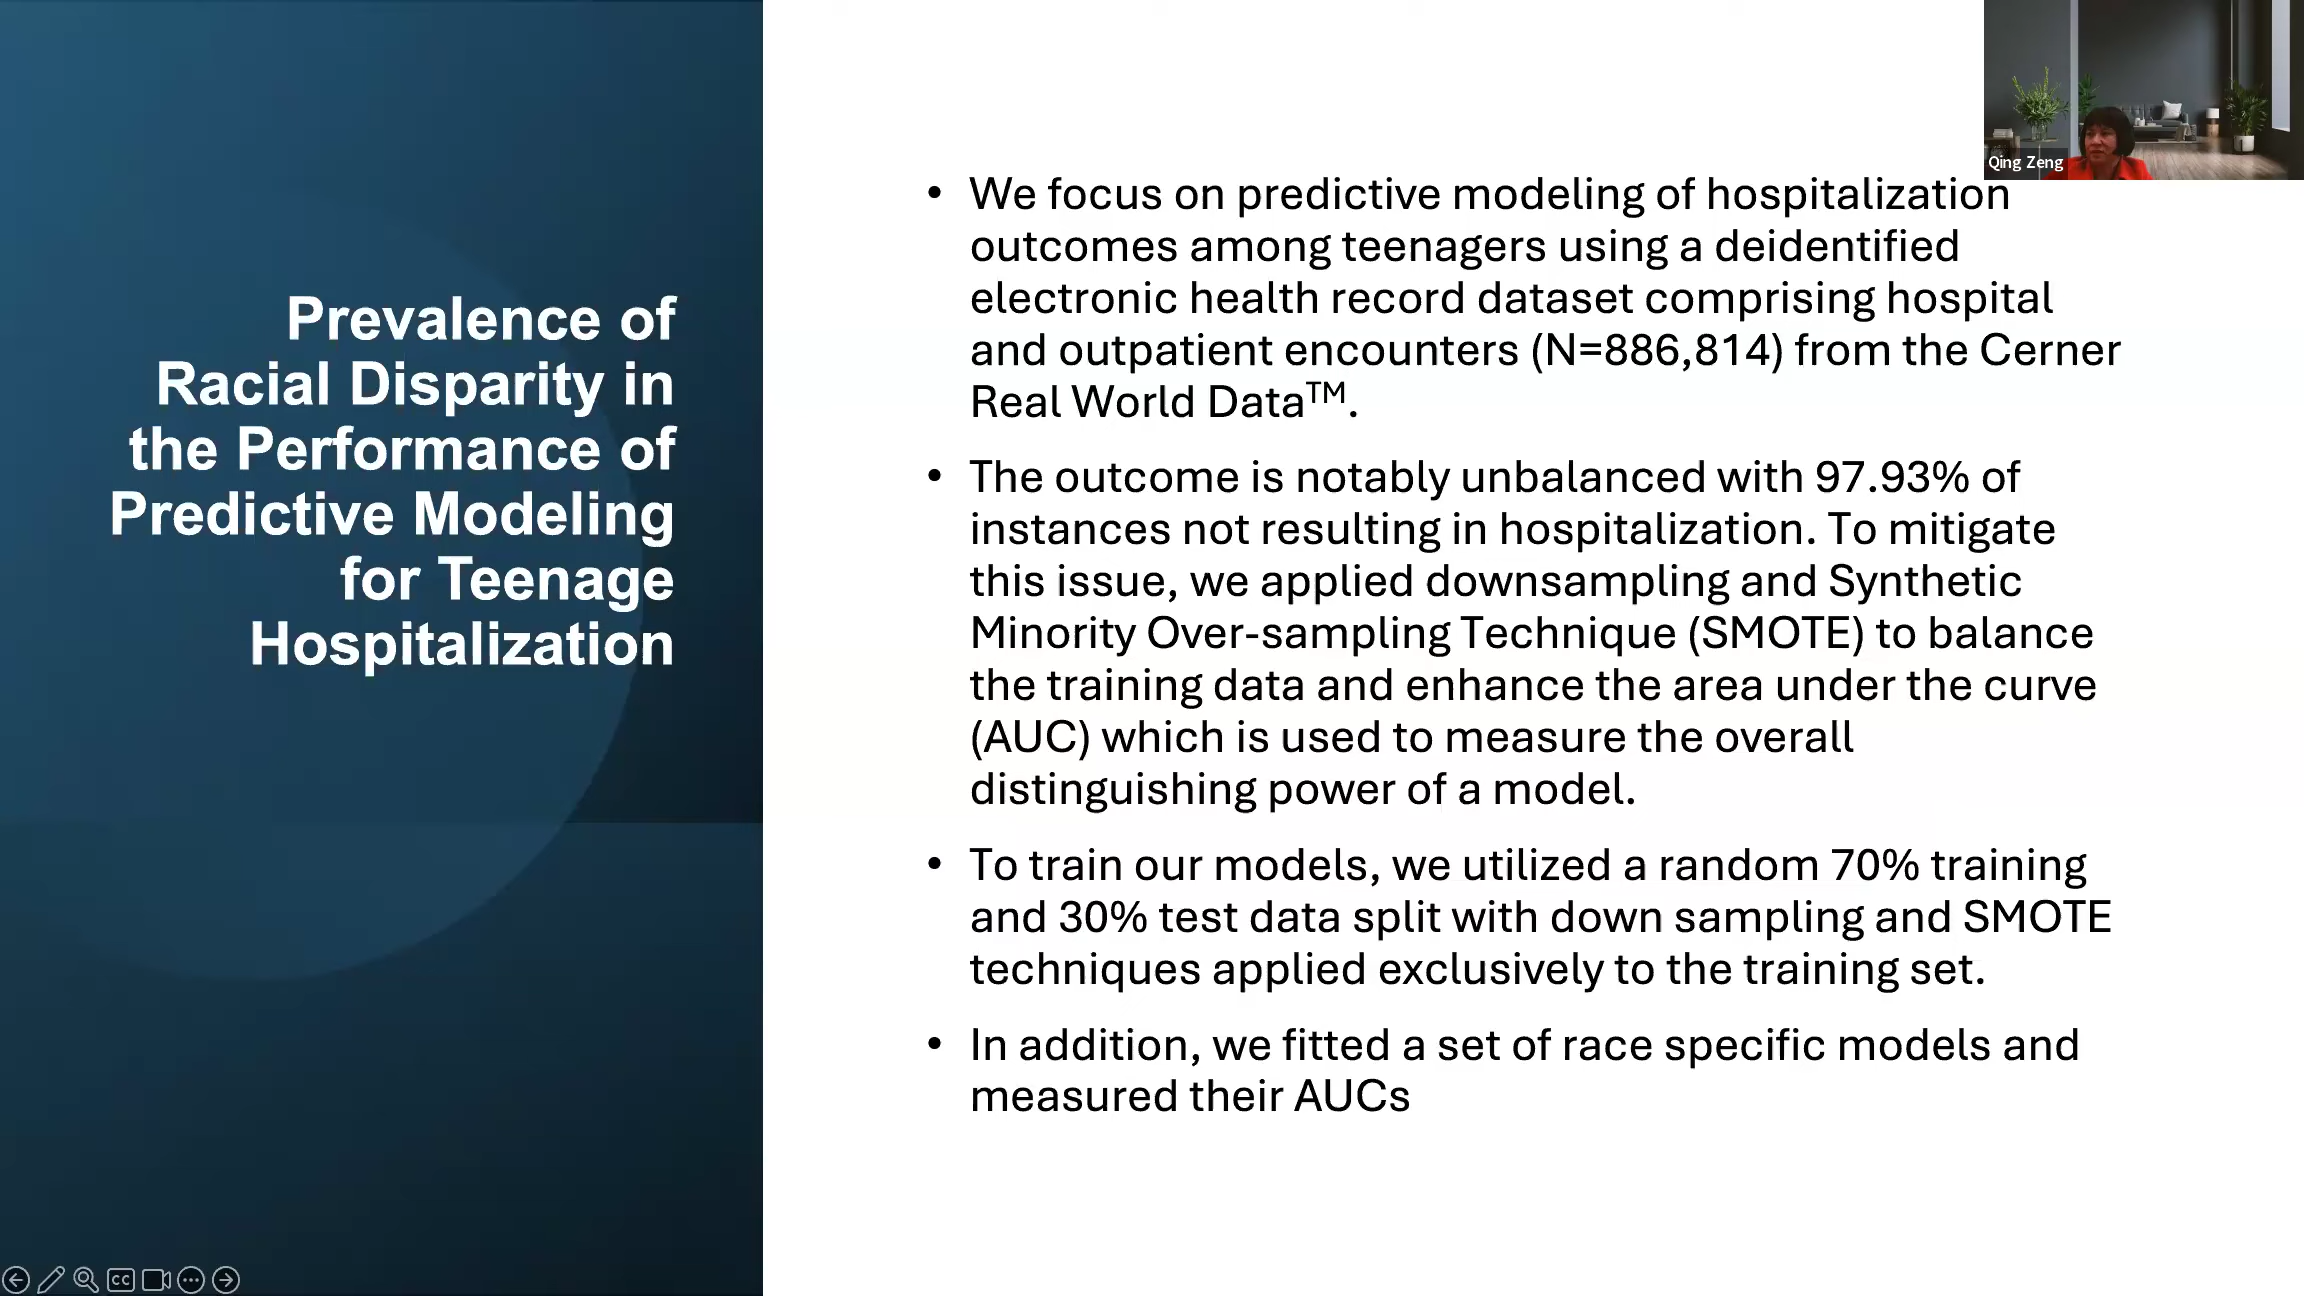 Prevalence of
Racial Disparity in
the Performance of
Predictive Modeling
for Teenage
Hospitalization
Qing Zeng
• We focus on predictive modeling of hospitalization
outcomes among teenagers using a deidentified
electronic health record dataset comprising hospital
and outpatient encounters (N=886,814) from the Cerner
Real World Data™.
• The outcome is notably unbalanced with 97.93% of
instances not resulting in hospitalization. To mitigate
this issue, we applied downsampling and Synthetic
Minority Over-sampling Technique (SMOTE) to balance
the training data and enhance the area under the curve
(AUC) which is used to measure the overall
distinguishing power of a model.
• To train our models, we utilized a random 70% training
and 30% test data split with down sampling and SMOTE
techniques applied exclusively to the training set.
• In addition, we fitted a set of race specific models and
measured their AUCs
CC